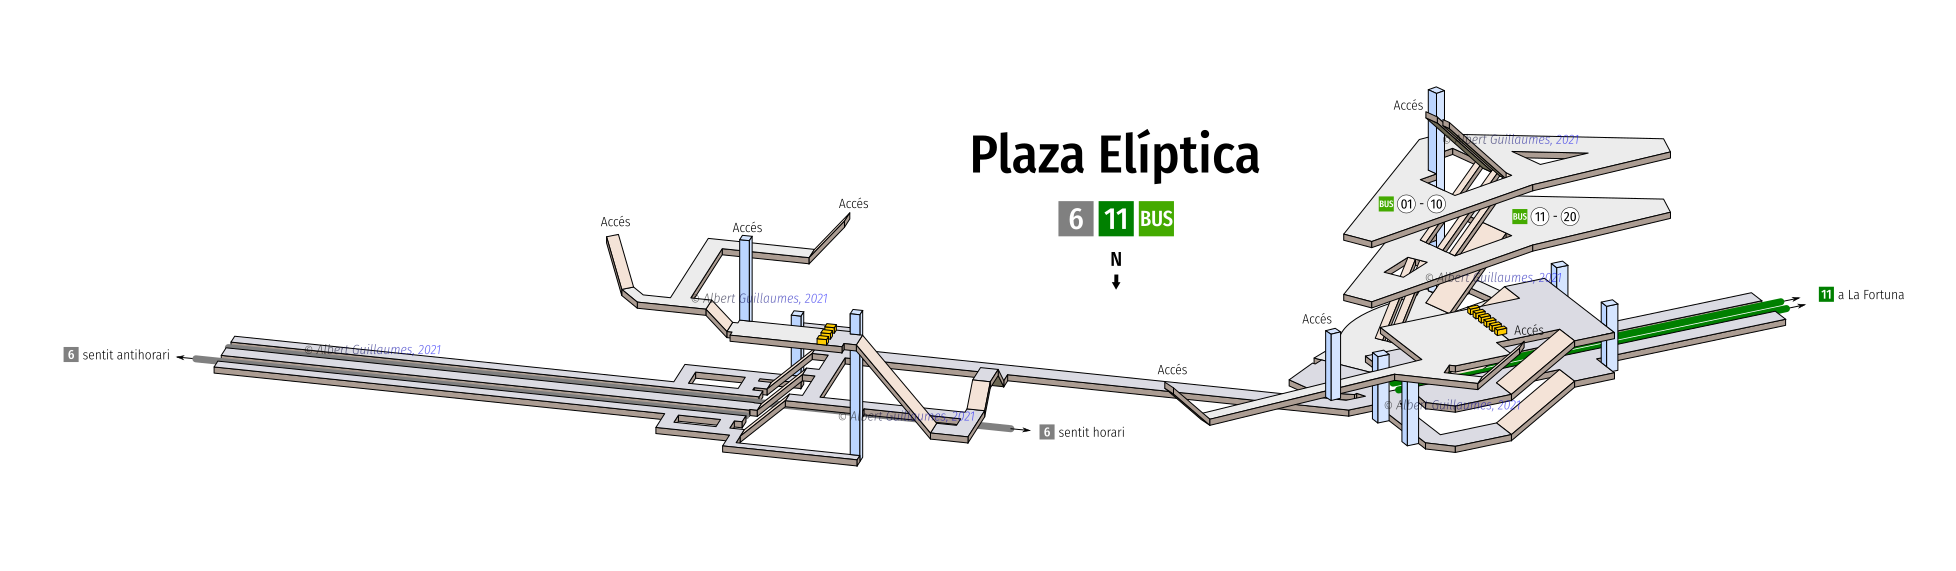 Plaza Elíptica
6 11 BUS
N
Accés
© Albert Guillaumes, 2021
BUS 01 - 10
BUS 11 - 20
Accés
Accés
Accés
© Albert Guillaumes, 2021
© Albert Guillaumes, 2021
11 a La Fortuna
Accés
Accés
6 sentit antihorari
© Albert Guillaumes, 2021
Accés
© Albert Guillaumes, 2021
© Albert Guillaumes, 2021
6 sentit horari